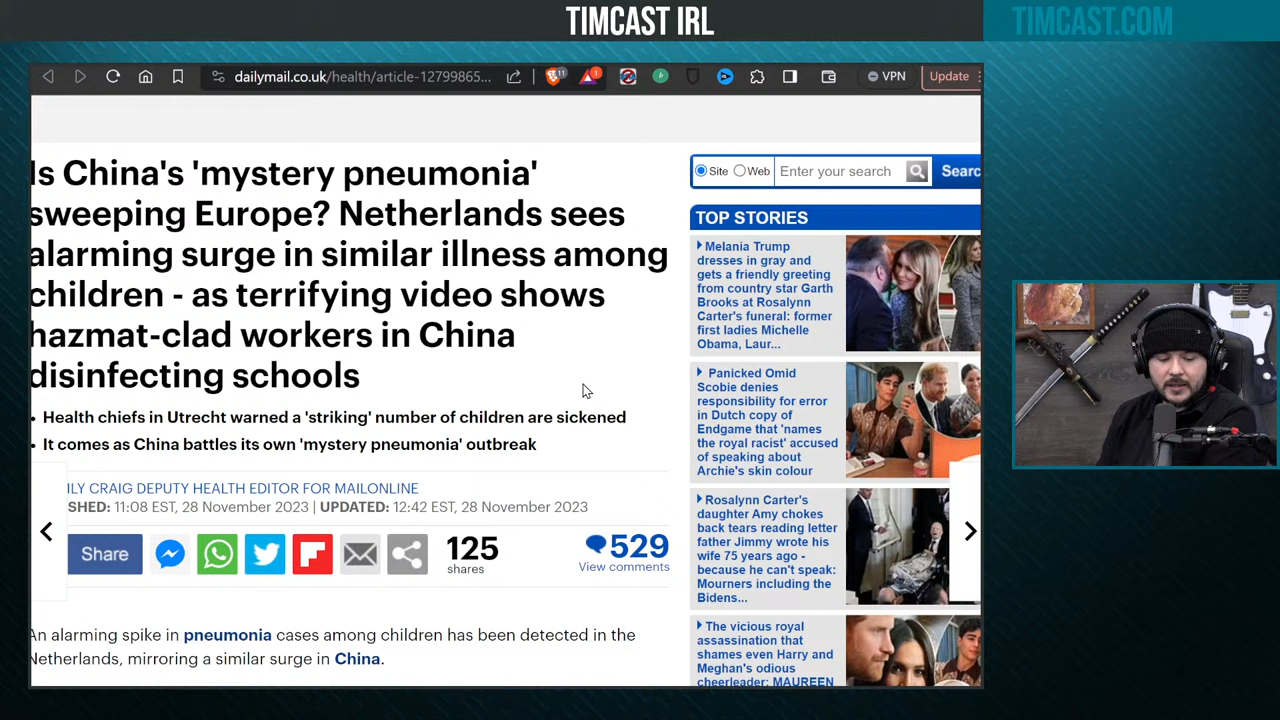 TIMCAST IRL
TIMCAST.COM
dailymail.co.uk/health/article-12799865...
11
1
VPN
Update
Is China's 'mystery pneumonia'
sweeping Europe? Netherlands sees
alarming surge in similar illness among
children - as terrifying video shows
hazmat-clad workers in China
disinfecting schools
• Health chiefs in Utrecht warned a 'striking' number of children are sickened
• It comes as China battles its own 'mystery pneumonia' outbreak
ILY CRAIG DEPUTY HEALTH EDITOR FOR MAILONLINE
SHED: 11:08 EST, 28 November 2023 | UPDATED: 12:42 EST, 28 November 2023
Share
125
shares
529
View comments
An alarming spike in pneumonia cases among children has been detected in the
Netherlands, mirroring a similar surge in China.
Site
Web
Enter your search
Searc
TOP STORIES
Melania Trump
dresses in gray and
gets a friendly greeting
from country star Garth
Brooks at Rosalynn
Carter's funeral: former
first ladies Michelle
Obama, Laur...
Panicked Omid
Scobie denies
responsibility for error
in Dutch copy of
Endgame that 'names
the royal racist' accused
of speaking about
Archie's skin colour
Rosalynn Carter's
daughter Amy chokes
back tears reading letter
father Jimmy wrote his
wife 75 years ago -
because he can't speak:
Mourners including the
Bidens...
The vicious royal
assassination that
shames even Harry and
Meghan's odious
cheerleader: MAUREEN